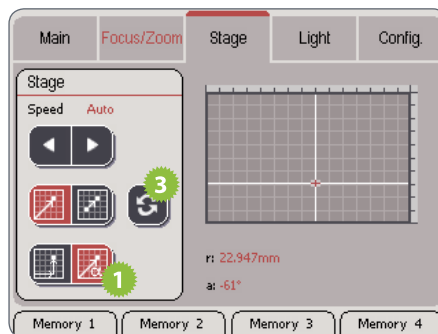 Main Focus/Zoom Stage Light Config.
Stage
Speed Auto
3
1
r: 22.947mm
a: -61°
Memory 1 Memory 2 Memory 3 Memory 4